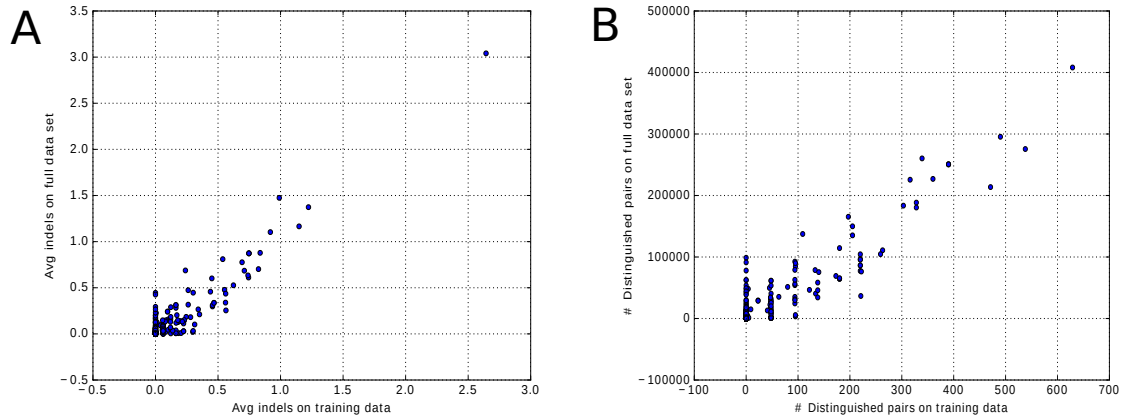 A
3.5
3.0
2.5
2.0
1.5
1.0
0.5
0.0
−0.5
−0.5 0.0 0.5 1.0 1.5 2.0 2.5 3.0
Avg indels on training data
Avg indels on full data set
B
500000
400000
300000
200000
100000
0
−100000
−100 0 100 200 300 400 500 600 700
# Distinguished pairs on training data
# Distinguished pairs on full data set